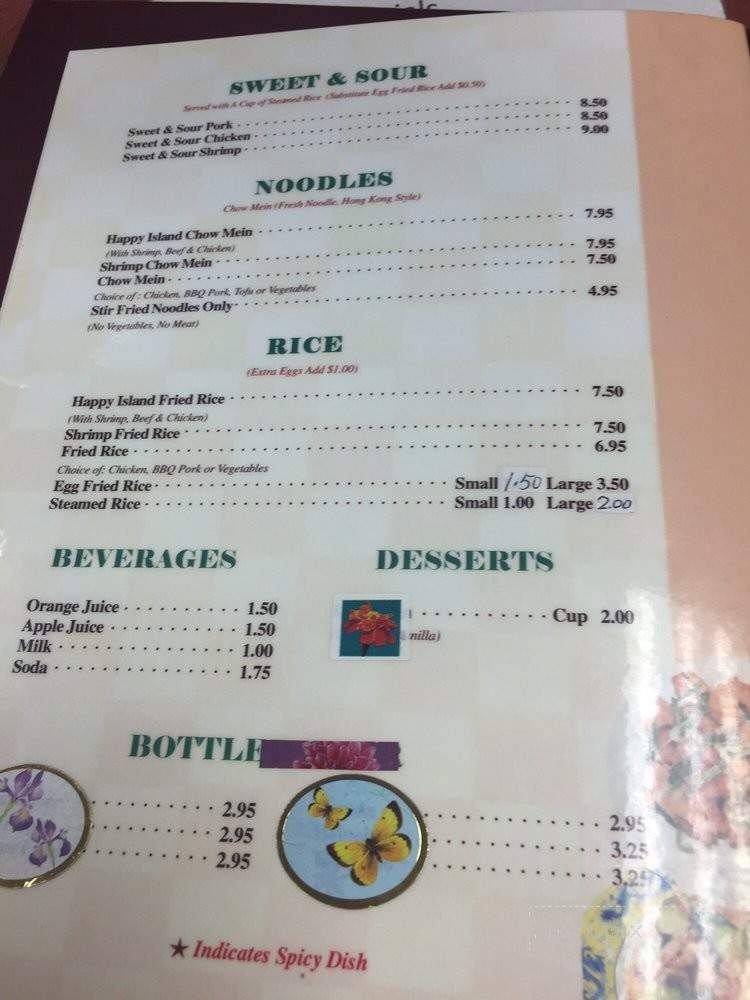 SWEET & SOUR
Served with A Cup of Steamed Rice (Substitute Egg Fried Rice Add $0.50)
Sweet & Sour Pork 8.50
Sweet & Sour Chicken 8.50
Sweet & Sour Shrimp 9.00
NOODLES
Chow Mein (Fresh Noodle, Hong Kong Style)
Happy Island Chow Mein 7.95
(With Shrimp, Beef & Chicken)
Shrimp Chow Mein 7.95
Chow Mein 7.50
Choice of : Chicken, BBQ Pork, Tofu or Vegetables
Stir Fried Noodles Only 4.95
(No Vegetables, No Meat)
RICE
(Extra Eggs Add $1.00)
Happy Island Fried Rice 7.50
(With Shrimp, Beef & Chicken)
Shrimp Fried Rice 7.50
Fried Rice 6.95
Choice of: Chicken, BBQ Pork or Vegetables
Egg Fried Rice Small 1.50 Large 3.50
Steamed Rice Small 1.00 Large 2.00
BEVERAGES
Orange Juice 1.50
Apple Juice 1.50
Milk 1.00
Soda 1.75
DESSERTS
Cup 2.00
nilla)
BOTTLE
2.95
2.95
2.95
2.95
3.25
3.25
★ Indicates Spicy Dish